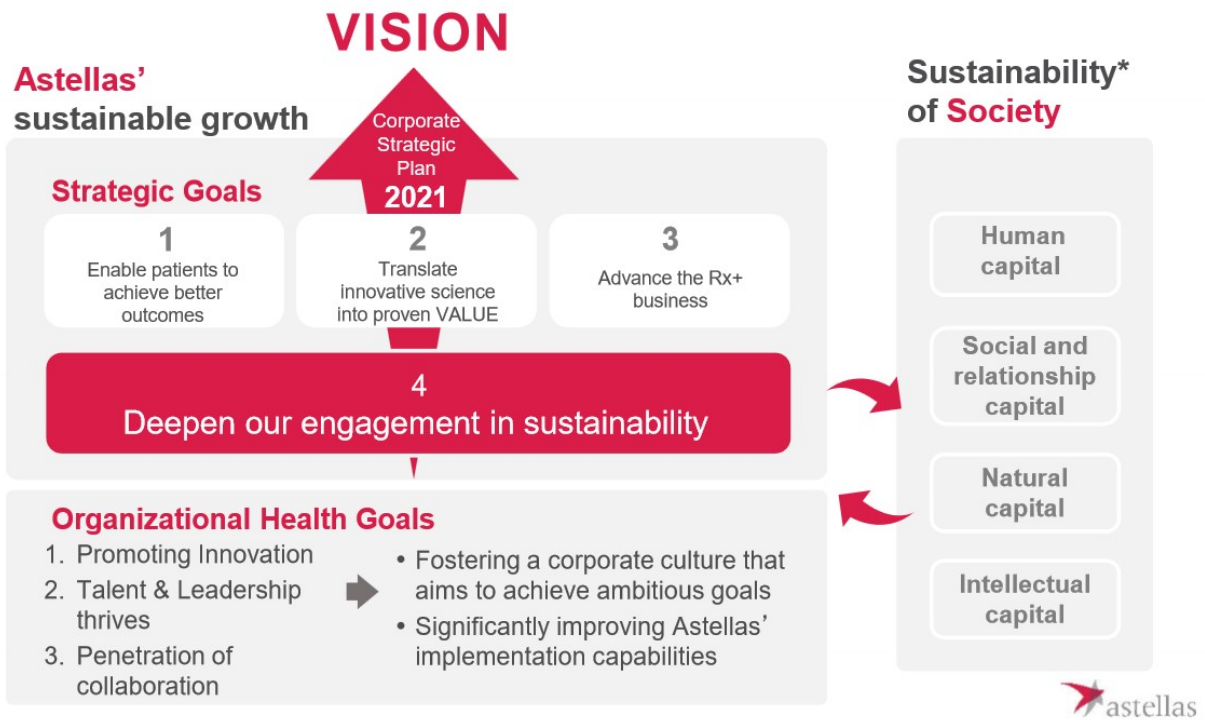 VISION
Astellas'
sustainable growth
Corporate
Strategic
Plan
2021
Strategic Goals
1
Enable patients to
achieve better
outcomes
2
Translate
innovative science
into proven VALUE
3
Advance the Rx+
business
4
Deepen our engagement in sustainability
Organizational Health Goals
1. Promoting Innovation
2. Talent & Leadership
thrives
3. Penetration of
collaboration
• Fostering a corporate culture that
aims to achieve ambitious goals
• Significantly improving Astellas'
implementation capabilities
Sustainability*
of Society
Human
capital
Social and
relationship
capital
Natural
capital
Intellectual
capital
astellas